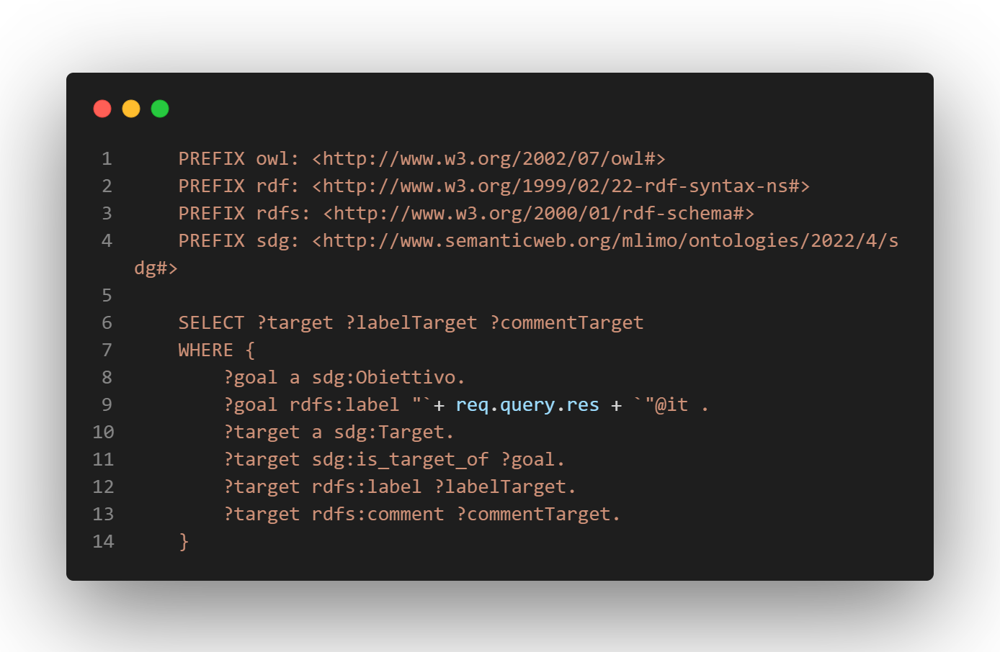 1 PREFIX owl: <http://www.w3.org/2002/07/owl#>
2 PREFIX rdf: <http://www.w3.org/1999/02/22-rdf-syntax-ns#>
3 PREFIX rdfs: <http://www.w3.org/2000/01/rdf-schema#>
4 PREFIX sdg: <http://www.semanticweb.org/mlimo/ontologies/2022/4/s
dg#>
5
6 SELECT ?target ?labelTarget ?commentTarget
7 WHERE {
8 ?goal a sdg:Obiettivo.
9 ?goal rdfs:label "`+ req.query.res + `"@it .
10 ?target a sdg:Target.
11 ?target sdg:is_target_of ?goal.
12 ?target rdfs:label ?labelTarget.
13 ?target rdfs:comment ?commentTarget.
14 }